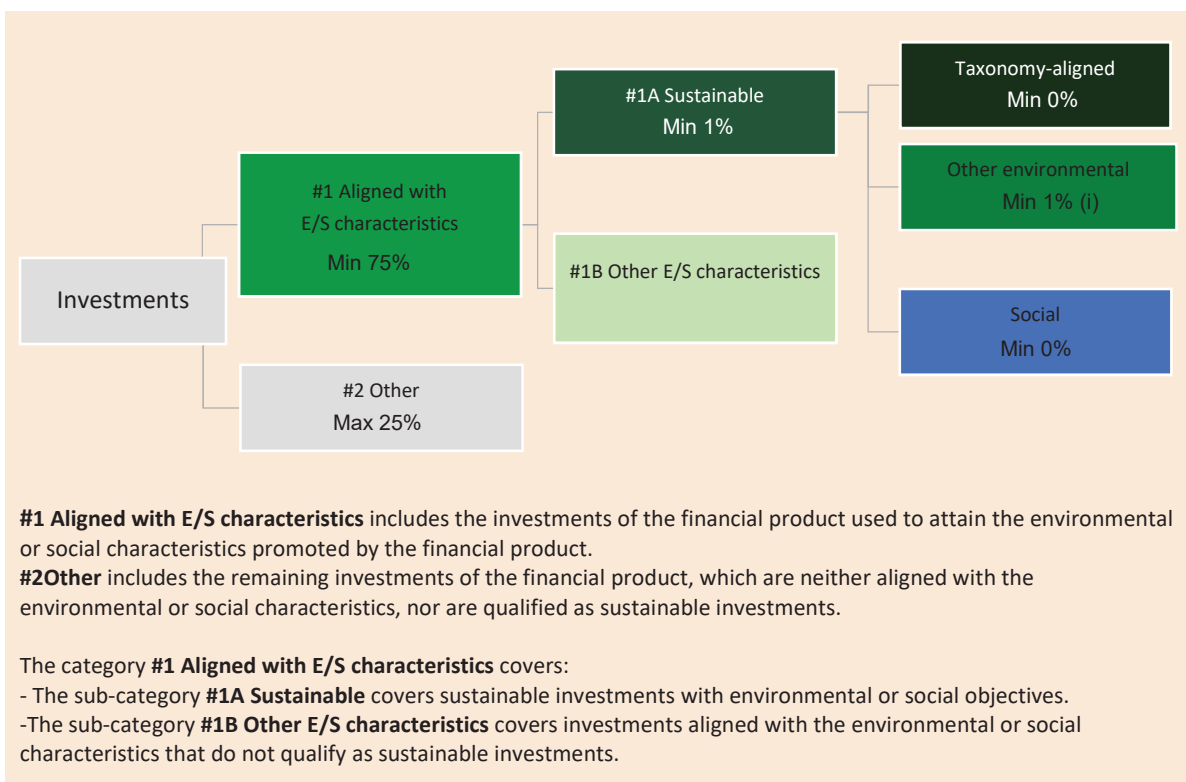 Investments
#1 Aligned with
E/S characteristics
Min 75%
#2 Other
Max 25%
#1A Sustainable
Min 1%
#1B Other E/S characteristics
Taxonomy-aligned
Min 0%
Other environmental
Min 1% (i)
Social
Min 0%
#1 Aligned with E/S characteristics includes the investments of the financial product used to attain the environmental
or social characteristics promoted by the financial product.
#2Other includes the remaining investments of the financial product, which are neither aligned with the
environmental or social characteristics, nor are qualified as sustainable investments.
The category #1 Aligned with E/S characteristics covers:
- The sub-category #1A Sustainable covers sustainable investments with environmental or social objectives.
-The sub-category #1B Other E/S characteristics covers investments aligned with the environmental or social
characteristics that do not qualify as sustainable investments.